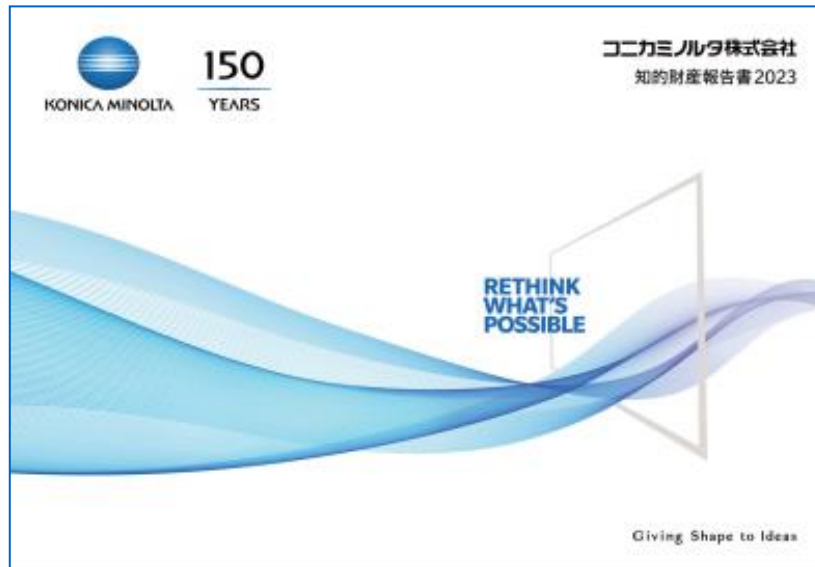 KONICA MINOLTA
150
YEARS
コニカミノルタ株式会社
知的財産報告書2023
RETHINK
WHAT'S
POSSIBLE
Giving Shape to Ideas